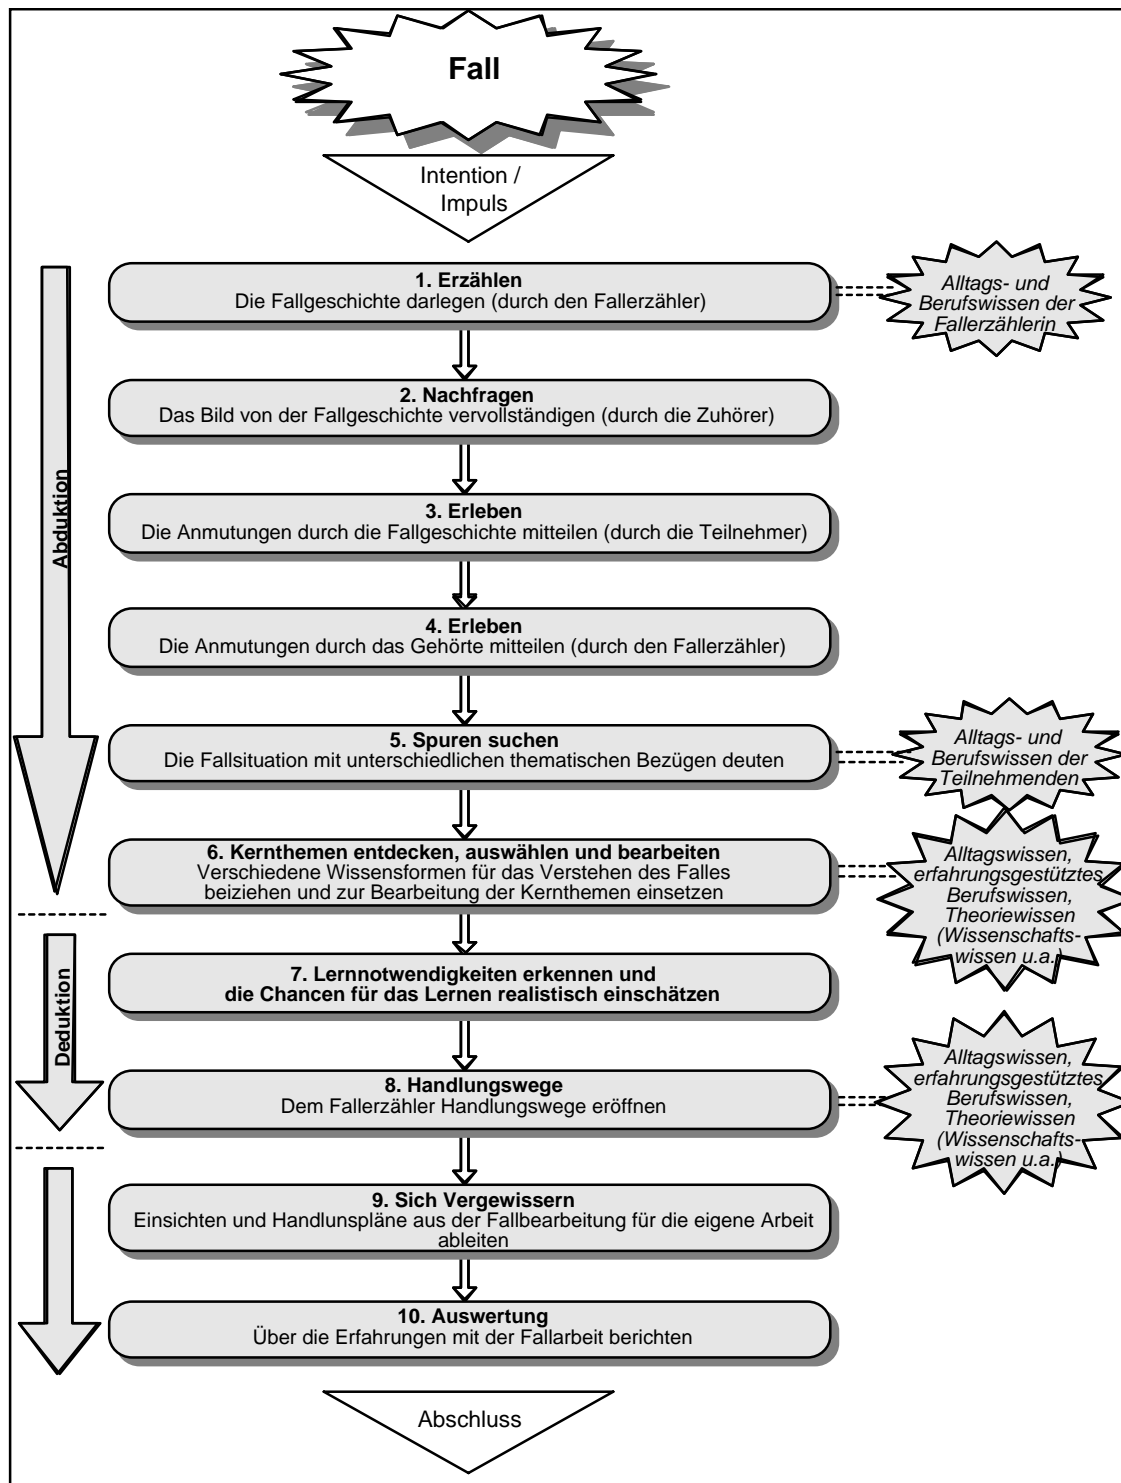 Fall
Intention /
Impuls
1. Erzählen
Die Fallgeschichte darlegen (durch den Fallerzähler)
Alltags- und
Berufswissen der
Fallerzählerin
2. Nachfragen
Das Bild von der Fallgeschichte vervollständigen (durch die Zuhörer)
Abduktion
3. Erleben
Die Anmutungen durch die Fallgeschichte mitteilen (durch die Teilnehmer)
4. Erleben
Die Anmutungen durch das Gehörte mitteilen (durch den Fallerzähler)
5. Spuren suchen
Die Fallsituation mit unterschiedlichen thematischen Bezügen deuten
Alltags- und
Berufswissen der
Teilnehmenden
6. Kernthemen entdecken, auswählen und bearbeiten
Verschiedene Wissensformen für das Verstehen des Falles
beiziehen und zur Bearbeitung der Kernthemen einsetzen
Alltagswissen,
erfahrungsgestütztes
Berufswissen,
Theoriewissen
(Wissenschafts-
wissen u.a.)
Deduktion
7. Lernnotwendigkeiten erkennen und
die Chancen für das Lernen realistisch einschätzen
8. Handlungswege
Dem Fallerzähler Handlungswege eröffnen
Alltagswissen,
erfahrungsgestütztes
Berufswissen,
Theoriewissen
(Wissenschafts-
wissen u.a.)
9. Sich Vergewissern
Einsichten und Handlunspläne aus der Fallbearbeitung für die eigene Arbeit
ableiten
10. Auswertung
Über die Erfahrungen mit der Fallarbeit berichten
Abschluss